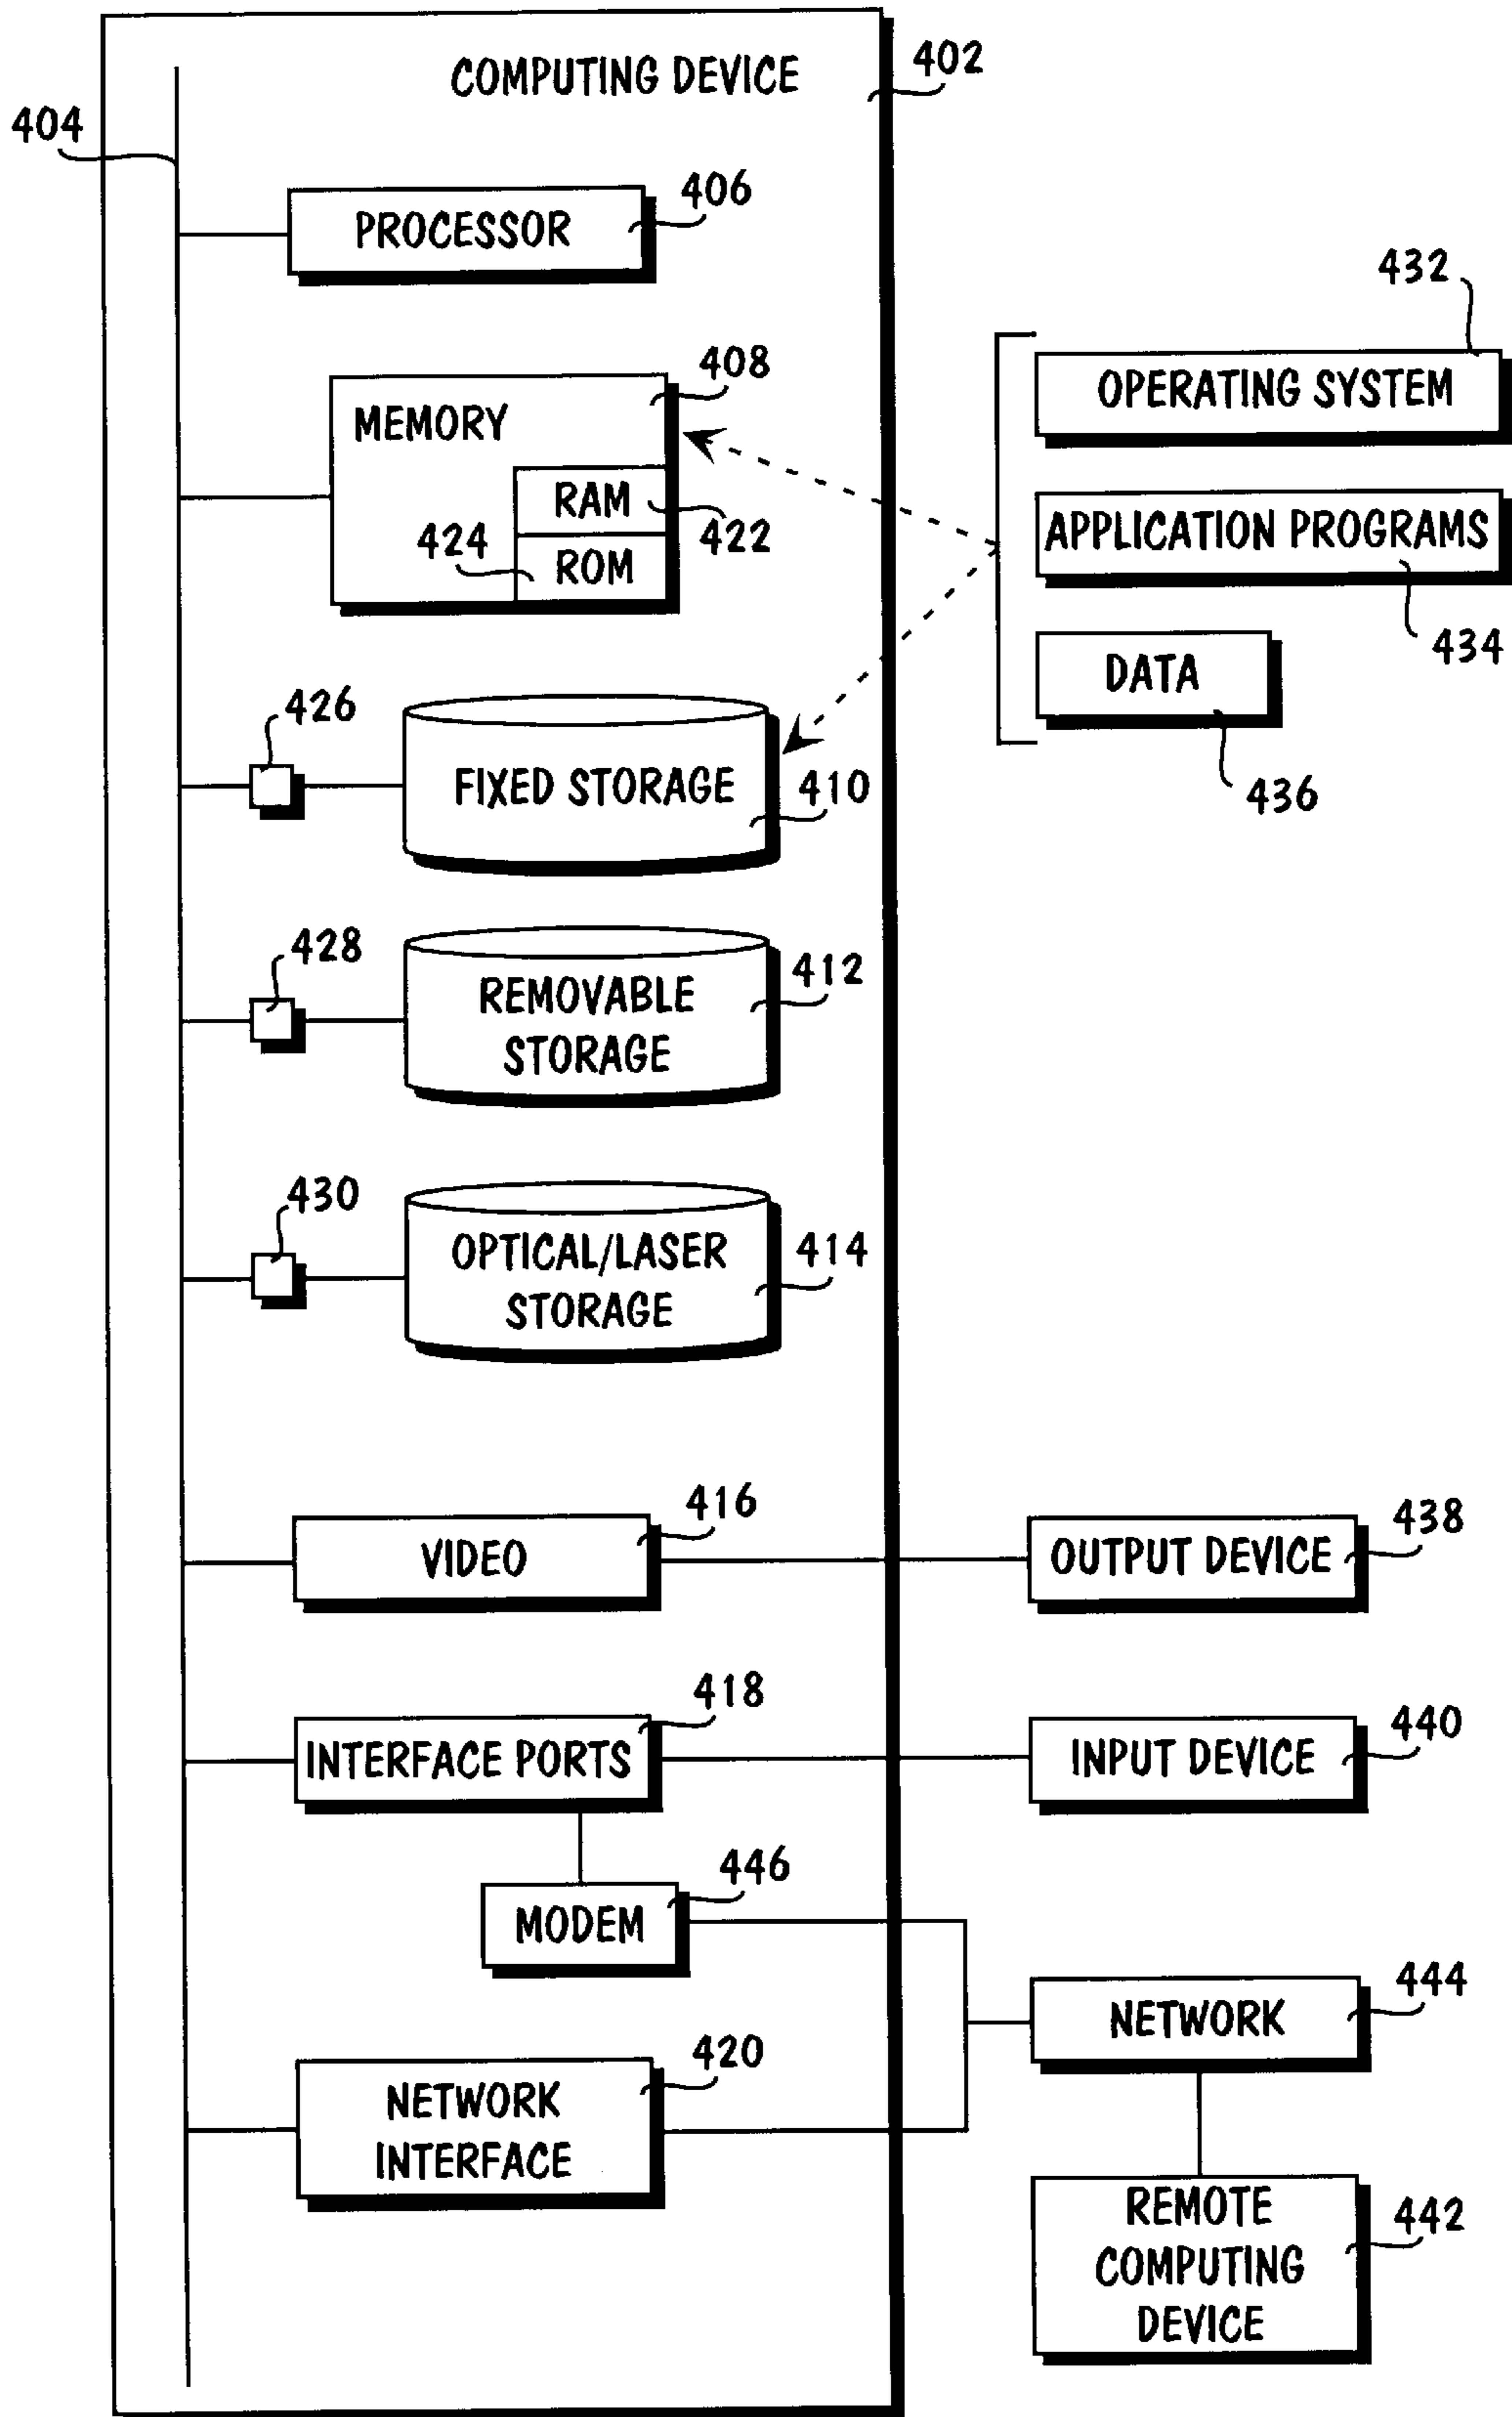 COMPUTING DEVICE
402
404
406
PROCESSOR
432
408
OPERATING SYSTEM
MEMORY
RAM
422
APPLICATION PROGRAMS
424
ROM
434
DATA
426
FIXED STORAGE
410
436
428
412
REMOVABLE
STORAGE
430
OPTICAL/LASER
STORAGE
414
416
438
VIDEO
OUTPUT DEVICE
418
440
INTERFACE PORTS
INPUT DEVICE
446
MODEM
444
NETWORK
420
NETWORK
INTERFACE
REMOTE
COMPUTING
DEVICE
442